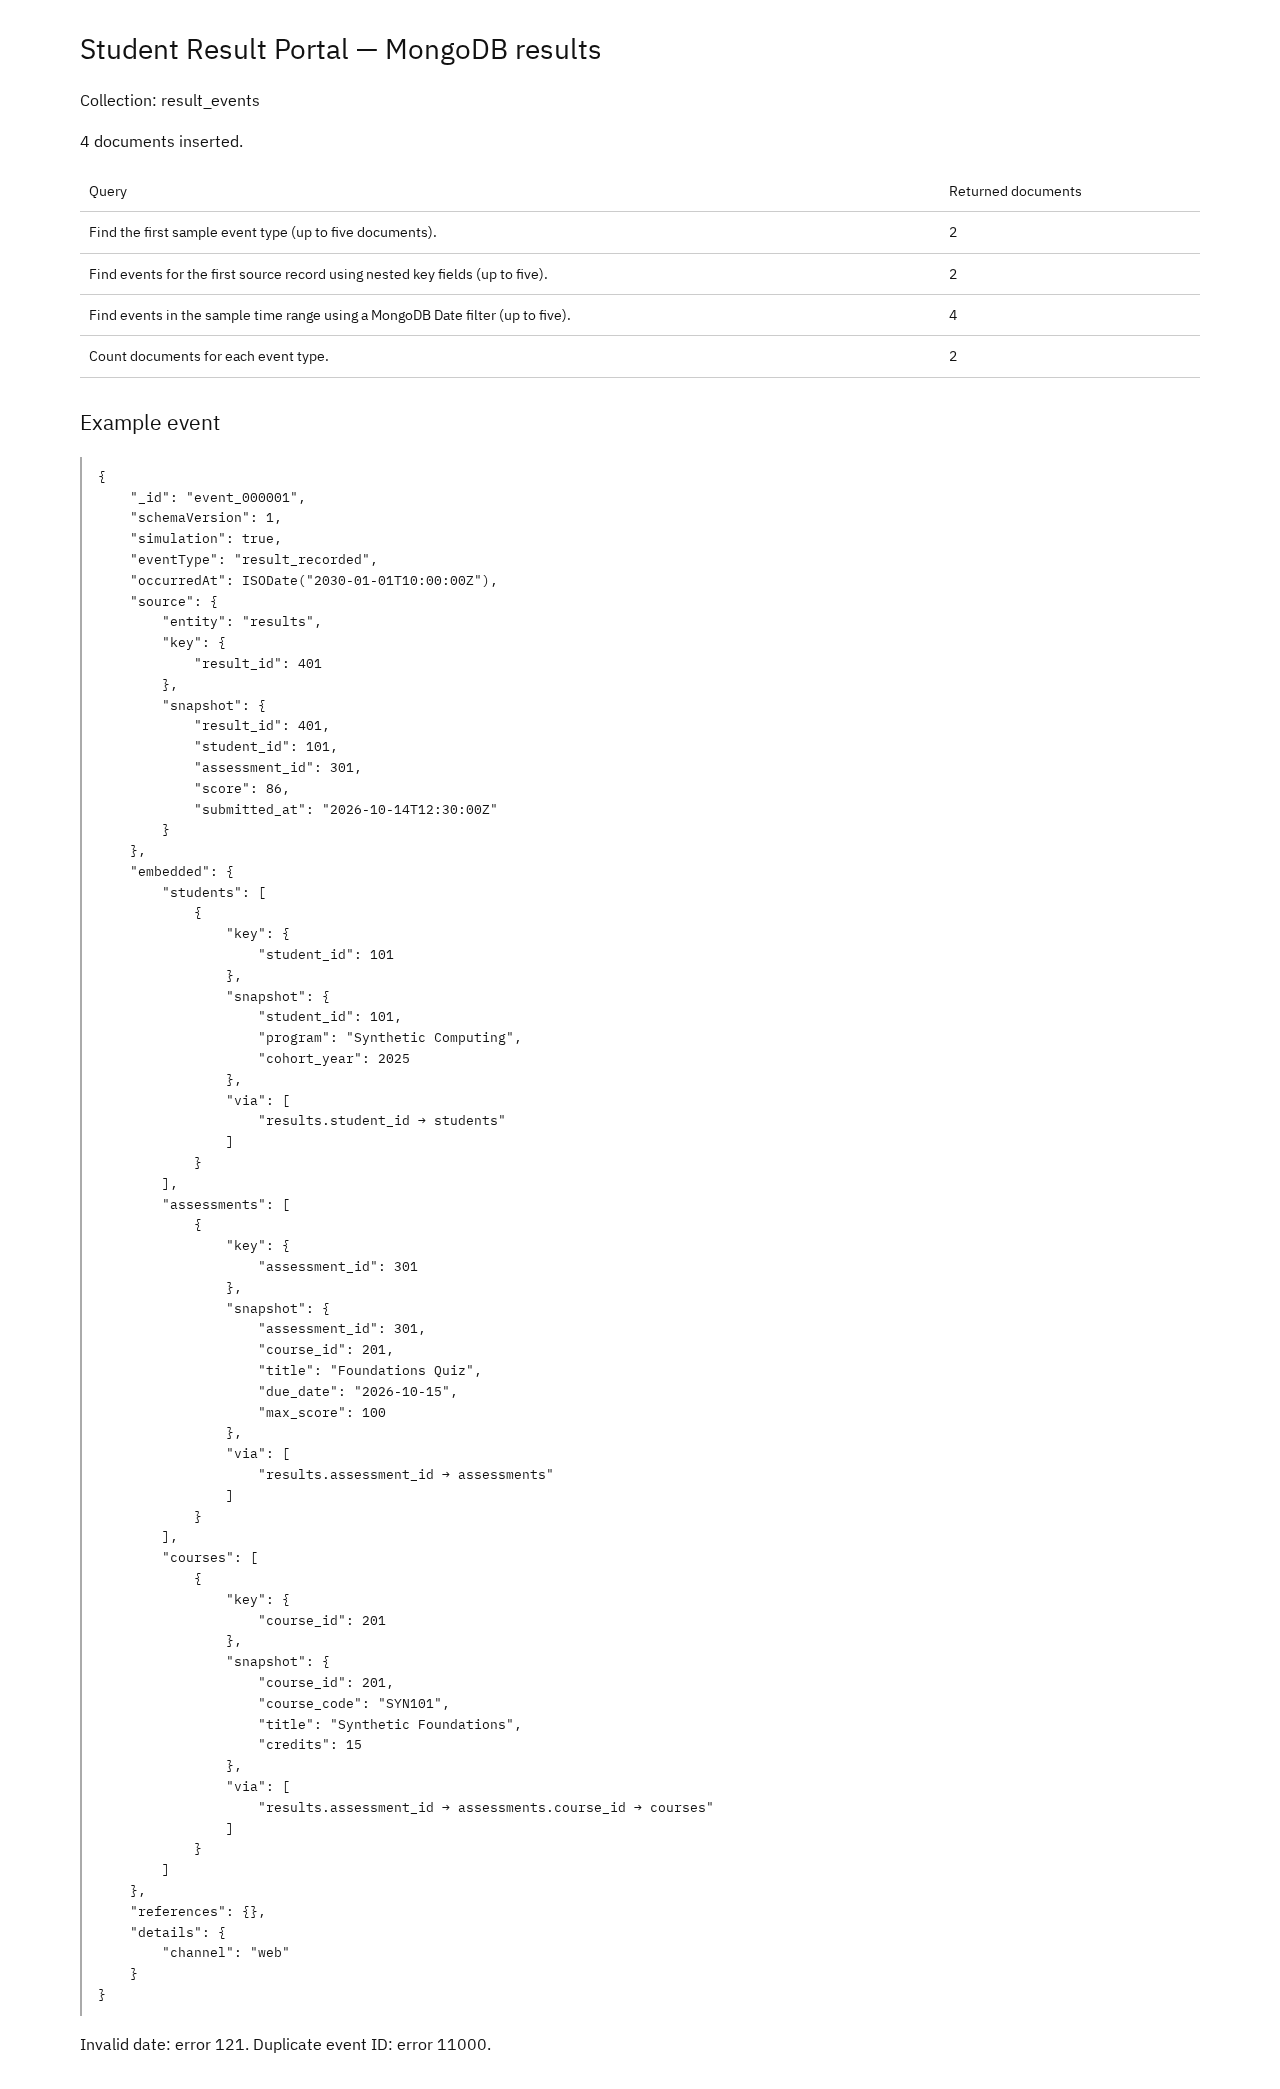 Student Result Portal — MongoDB results
Collection: result_events
4 documents inserted.
Query Returned documents
Find the first sample event type (up to five documents). 2
Find events for the first source record using nested key fields (up to five). 2
Find events in the sample time range using a MongoDB Date filter (up to five). 4
Count documents for each event type. 2
Example event
{
    "_id": "event_000001",
    "schemaVersion": 1,
    "simulation": true,
    "eventType": "result_recorded",
    "occurredAt": ISODate("2030-01-01T10:00:00Z"),
    "source": {
        "entity": "results",
        "key": {
            "result_id": 401
        },
        "snapshot": {
            "result_id": 401,
            "student_id": 101,
            "assessment_id": 301,
            "score": 86,
            "submitted_at": "2026-10-14T12:30:00Z"
        }
    },
    "embedded": {
        "students": [
            {
                "key": {
                    "student_id": 101
                },
                "snapshot": {
                    "student_id": 101,
                    "program": "Synthetic Computing",
                    "cohort_year": 2025
                },
                "via": [
                    "results.student_id → students"
                ]
            }
        ],
        "assessments": [
            {
                "key": {
                    "assessment_id": 301
                },
                "snapshot": {
                    "assessment_id": 301,
                    "course_id": 201,
                    "title": "Foundations Quiz",
                    "due_date": "2026-10-15",
                    "max_score": 100
                },
                "via": [
                    "results.assessment_id → assessments"
                ]
            }
        ],
        "courses": [
            {
                "key": {
                    "course_id": 201
                },
                "snapshot": {
                    "course_id": 201,
                    "course_code": "SYN101",
                    "title": "Synthetic Foundations",
                    "credits": 15
                },
                "via": [
                    "results.assessment_id → assessments.course_id → courses"
                ]
            }
        ]
    },
    "references": {},
    "details": {
        "channel": "web"
    }
}
Invalid date: error 121. Duplicate event ID: error 11000.